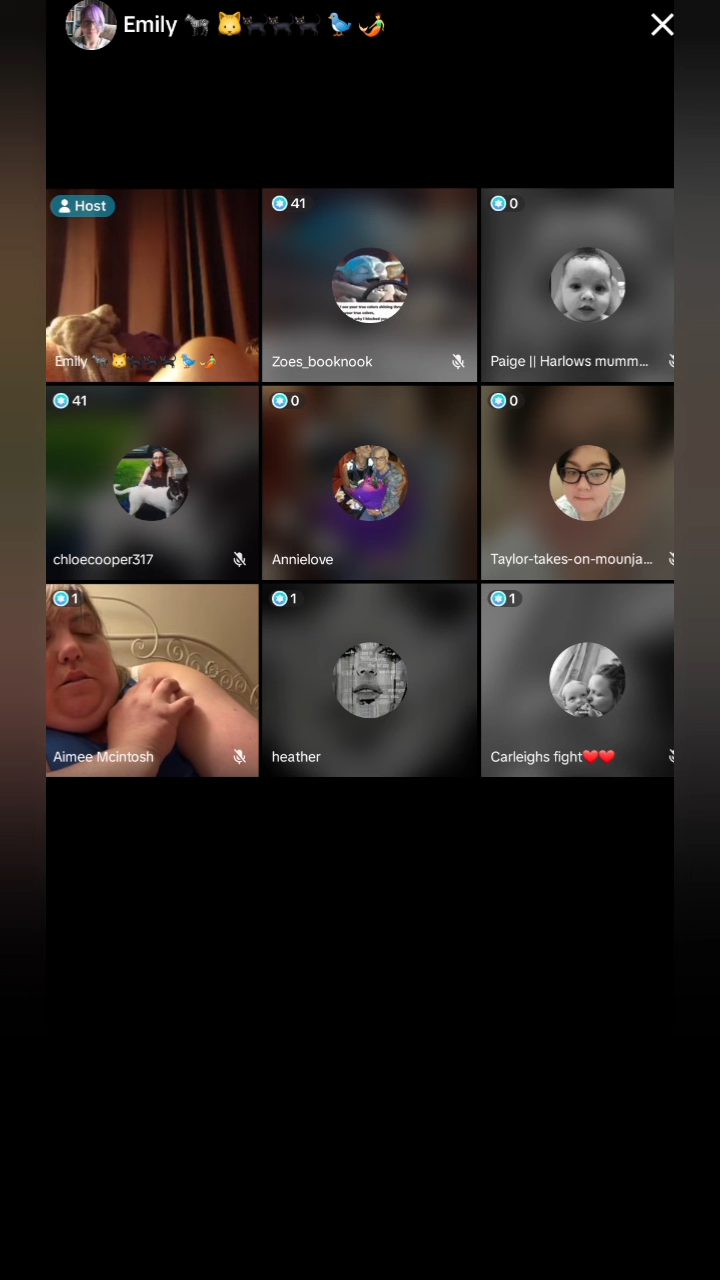 Emily 🦓 🐱🐈‍⬛🐈‍⬛🐈‍⬛ 🐦 🧜
Host
41
0
Emily 🦓 🐱🐈‍⬛🐈‍⬛🐈‍⬛ 🐦 🧜
Zoes_booknook
Paige || Harlows mumm...
41
0
0
chloecooper317
Annielove
Taylor-takes-on-mounja...
1
1
1
Aimee Mcintosh
heather
Carleighs fight❤️❤️